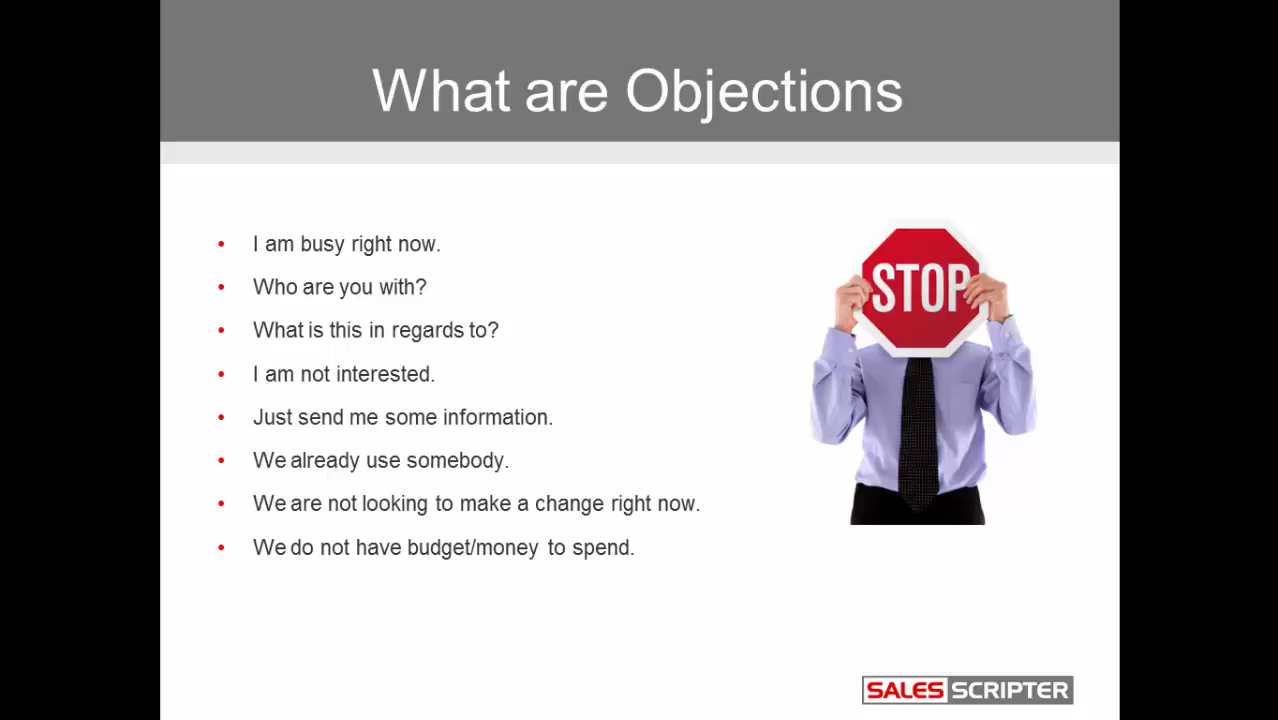 What are Objections
I am busy right now.
Who are you with?
What is this in regards to?
I am not interested.
Just send me some information.
We already use somebody.
We are not looking to make a change right now.
We do not have budget/money to spend.
STOP
SALES SCRIPTER